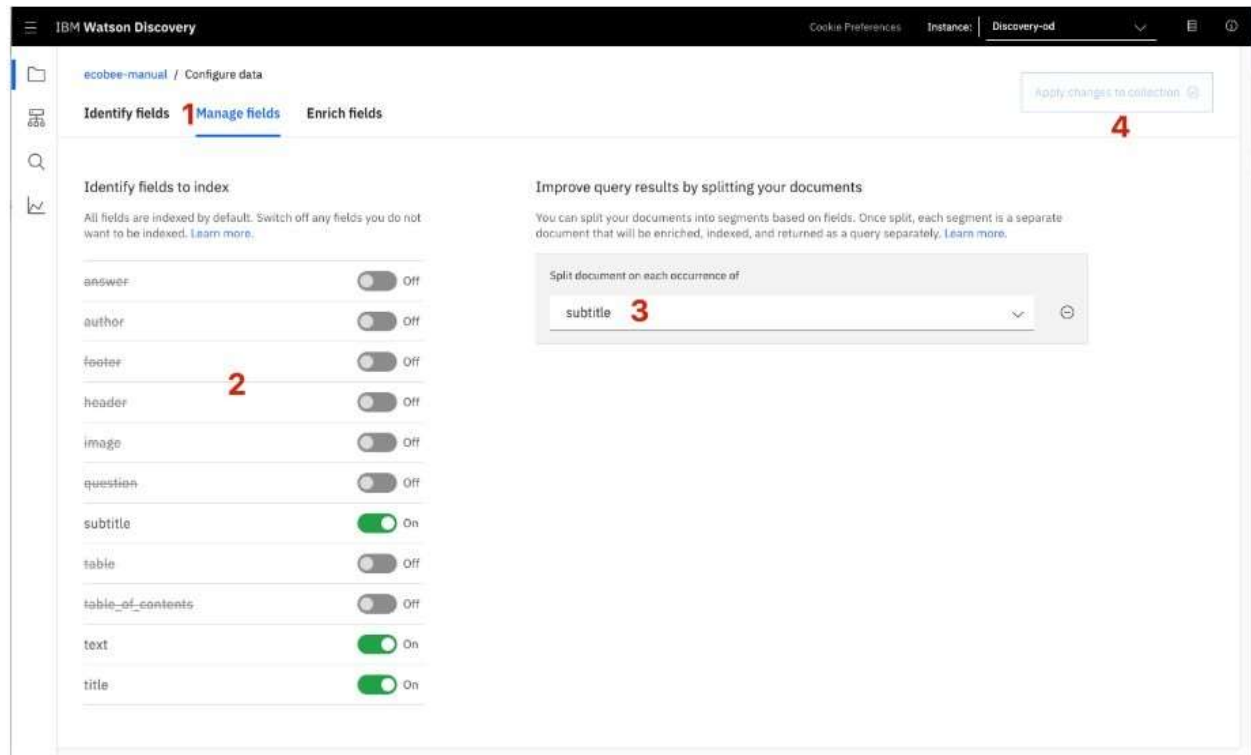 IBM Watson Discovery
Cookie Preferences
Instance:
Discovery-od
ecobee-manual / Configure data
Identify fields
1
Manage fields
Enrich fields
Apply changes to collection
4
Identify fields to index
All fields are indexed by default. Switch off any fields you do not
want to be indexed. Learn more.
answer Off
author Off
footer Off
2
header Off
image Off
question Off
subtitle On
table Off
table_of_contents Off
text On
title On
Improve query results by splitting your documents
You can split your documents into segments based on fields. Once split, each segment is a separate
document that will be enriched, indexed, and returned as a query separately. Learn more.
Split document on each occurrence of
subtitle 3